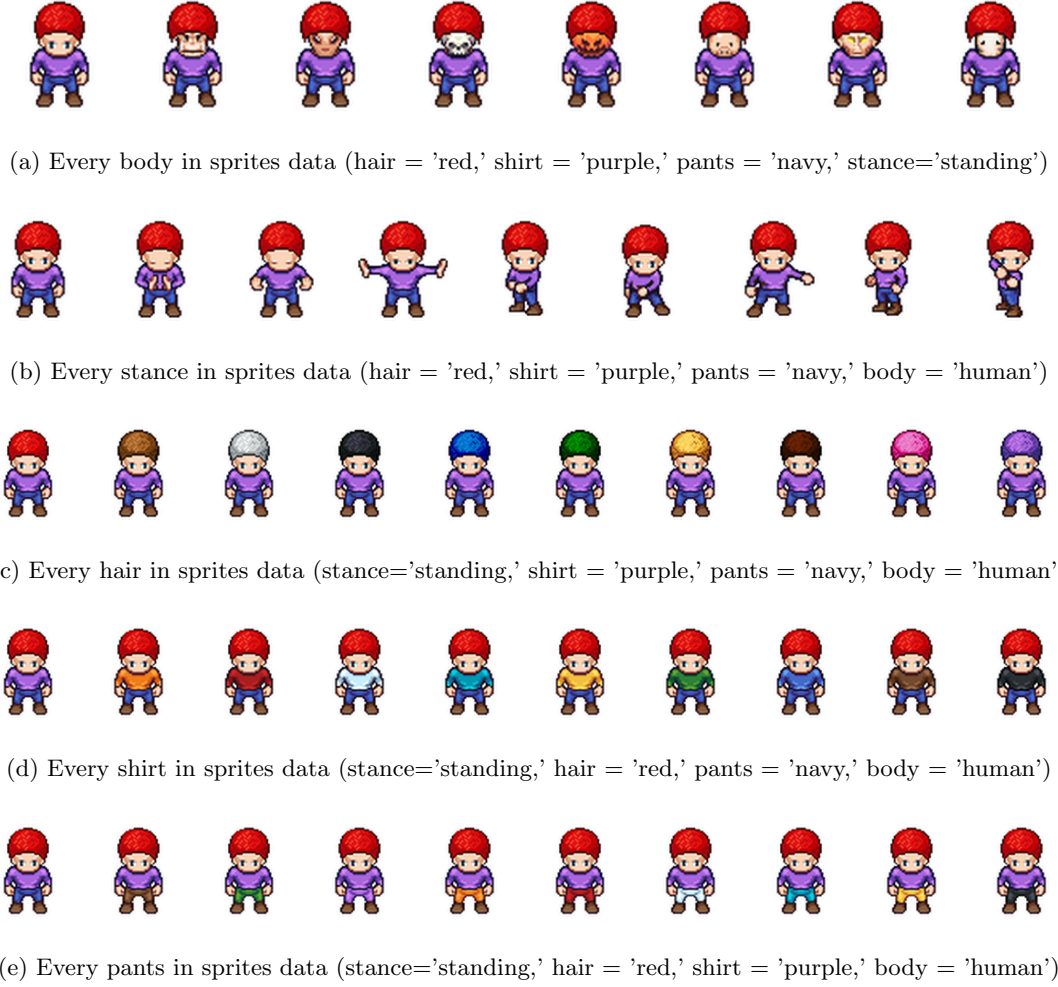 (a) Every body in sprites data (hair = ’red,’ shirt = ’purple,’ pants = ’navy,’ stance=’standing’)
(b) Every stance in sprites data (hair = ’red,’ shirt = ’purple,’ pants = ’navy,’ body = ’human’)
c) Every hair in sprites data (stance=’standing,’ shirt = ’purple,’ pants = ’navy,’ body = ’human’
(d) Every shirt in sprites data (stance=’standing,’ hair = ’red,’ pants = ’navy,’ body = ’human’)
(e) Every pants in sprites data (stance=’standing,’ hair = ’red,’ shirt = ’purple,’ body = ’human’)